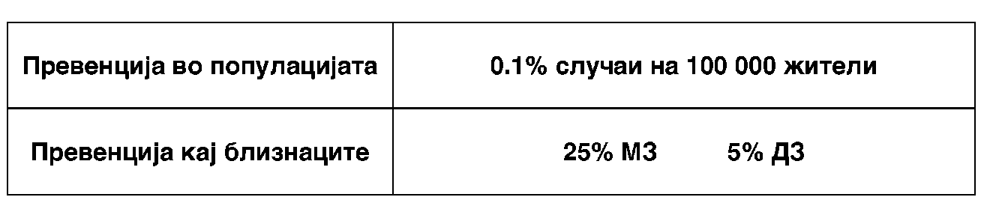 Превенција во популацијата 0.1% случаи на 100 000 жители
Превенција кај близнаците 25% МЗ 5% ДЗ